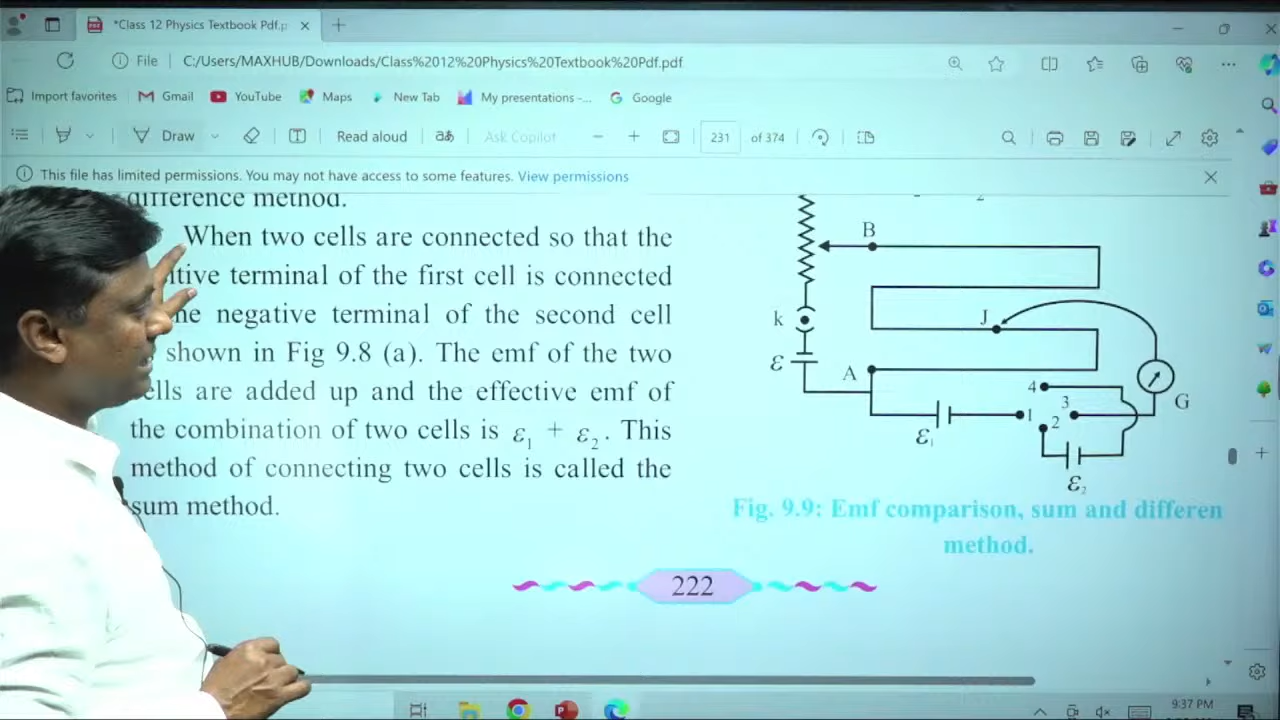 *Class 12 Physics Textbook Pdf.p
File
C:/Users/MAXHUB/Downloads/Class%2012%20Physics%20Textbook%20Pdf.pdf
Import favorites
Gmail
YouTube
Maps
New Tab
My presentations -...
Google
Draw
Read aloud
Ask Copilot
231
of 374
This file has limited permissions. You may not have access to some features. View permissions
difference method.
When two cells are connected so that the
itive terminal of the first cell is connected
he negative terminal of the second cell
shown in Fig 9.8 (a). The emf of the two
ells are added up and the effective emf of
the combination of two cells is ε₁ + ε₂. This
method of connecting two cells is called the
sum method.
B
k
J
ε
A
4
3
G
1
2
ε₁
ε₂
Fig. 9.9: Emf comparison, sum and differen
method.
222
9:37 PM